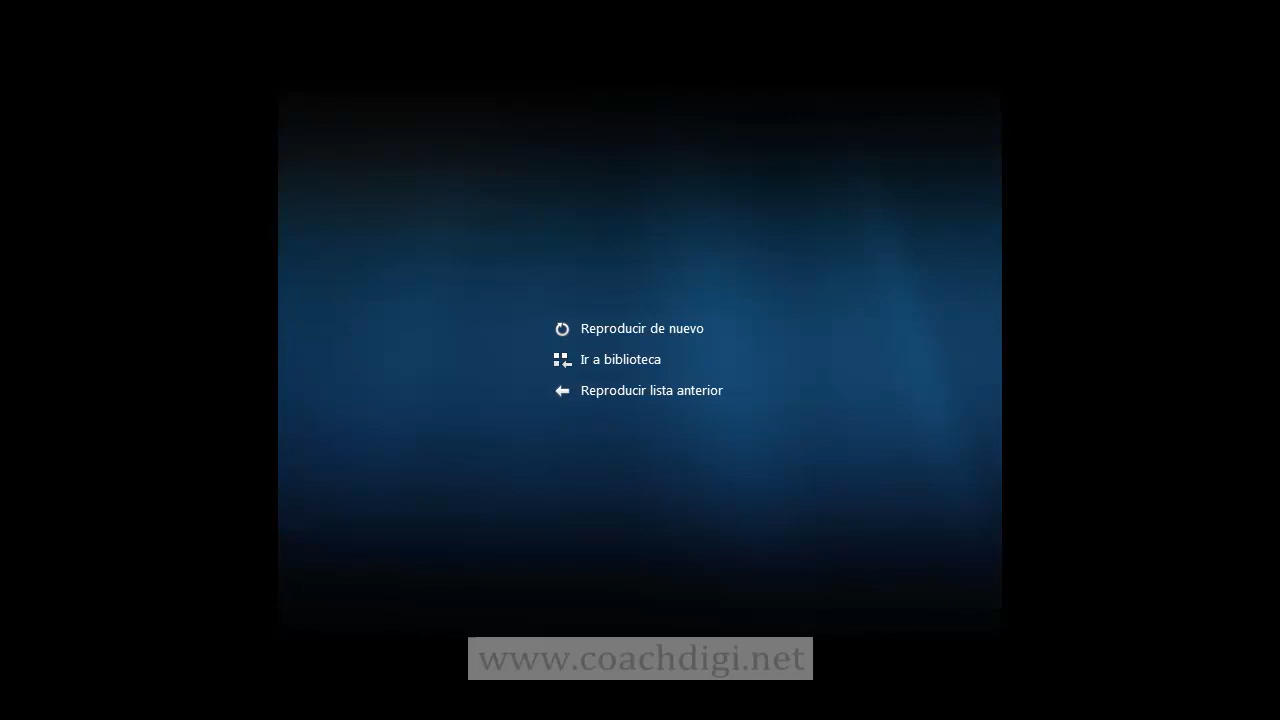 Reproducir de nuevo
Ir a biblioteca
Reproducir lista anterior
www.coachdigi.net